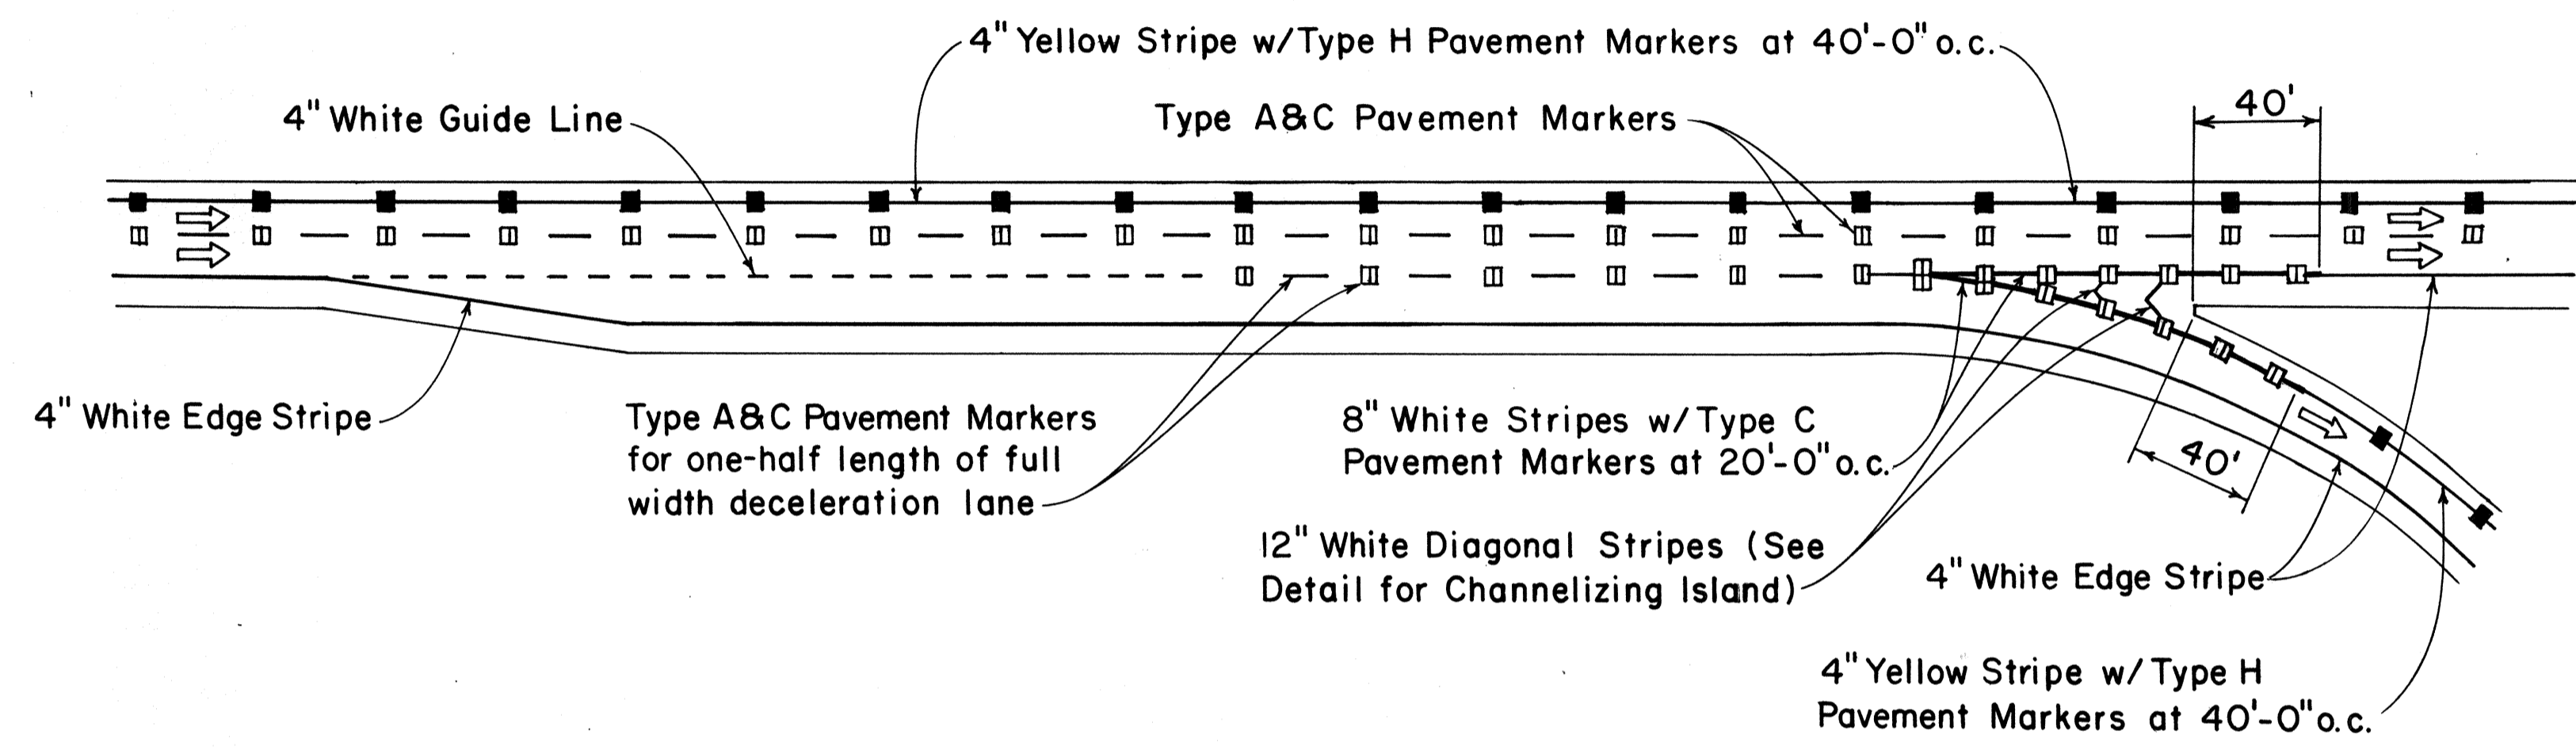 4" Yellow Stripe w/Type H Pavement Markers at 40'-0" o.c.
4" White Guide Line
Type A&C Pavement Markers
40'
4" White Edge Stripe
Type A&C Pavement Markers
for one-half length of full
width deceleration lane
8" White Stripes w/Type C
Pavement Markers at 20'-0" o.c.
40'
12" White Diagonal Stripes (See
Detail for Channelizing Island)
4" White Edge Stripe
4" Yellow Stripe w/Type H
Pavement Markers at 40'-0" o.c.